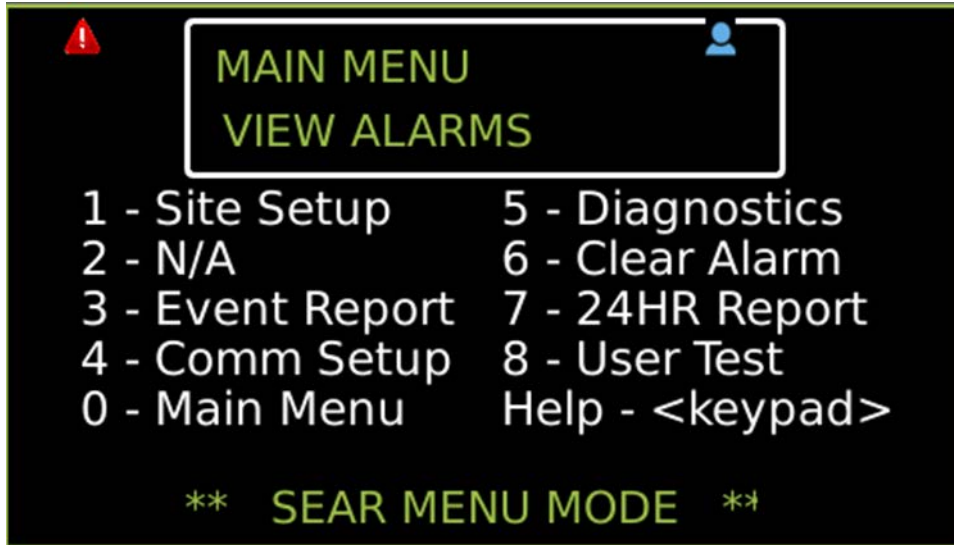 MAIN MENU
VIEW ALARMS
1 - Site Setup 5 - Diagnostics
2 - N/A 6 - Clear Alarm
3 - Event Report 7 - 24HR Report
4 - Comm Setup 8 - User Test
0 - Main Menu Help - <keypad>
** SEAR MENU MODE **